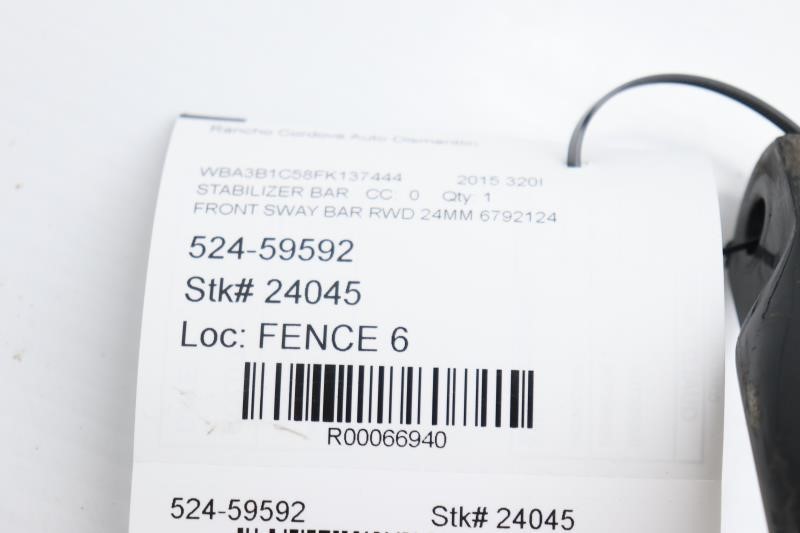 Rancho Cordova Auto Dismantlin
WBA3B1C58FK137444 2015 320I
STABILIZER BAR CC: 0 Qty: 1
FRONT SWAY BAR RWD 24MM 6792124
524-59592
Stk# 24045
Loc: FENCE 6
R00066940
524-59592 Stk# 24045